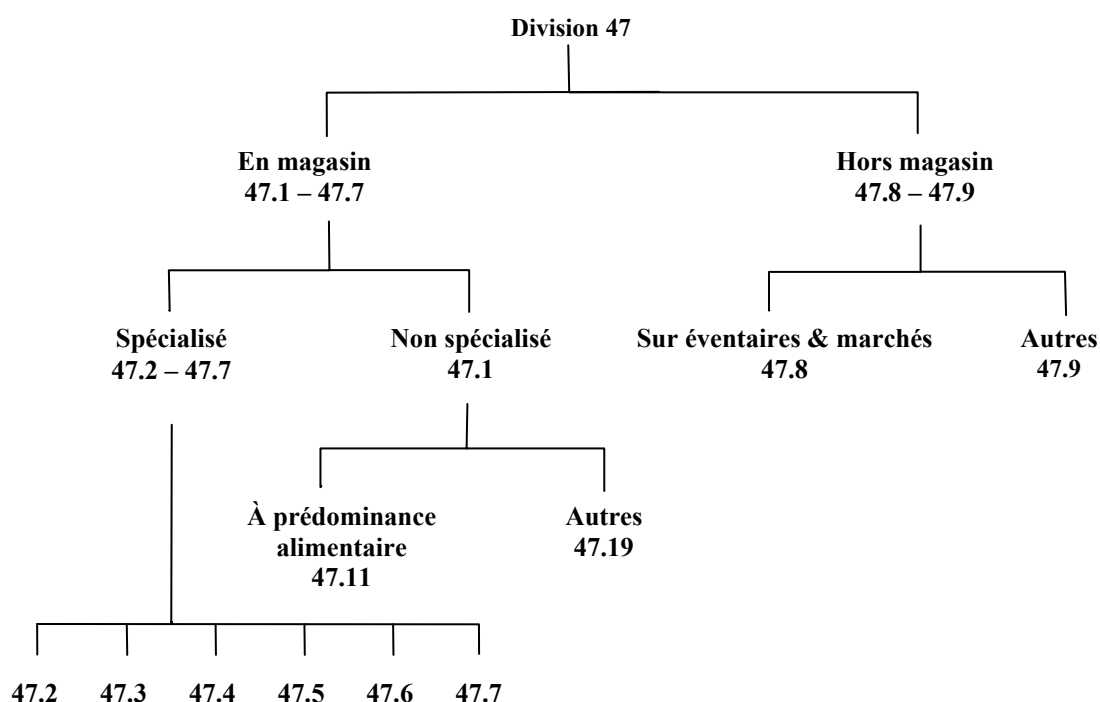 Division 47
En magasin
47.1 – 47.7
Hors magasin
47.8 – 47.9
Spécialisé
47.2 – 47.7
Non spécialisé
47.1
Sur éventaires & marchés
47.8
Autres
47.9
À prédominance
alimentaire
47.11
Autres
47.19
47.2 47.3 47.4 47.5 47.6 47.7